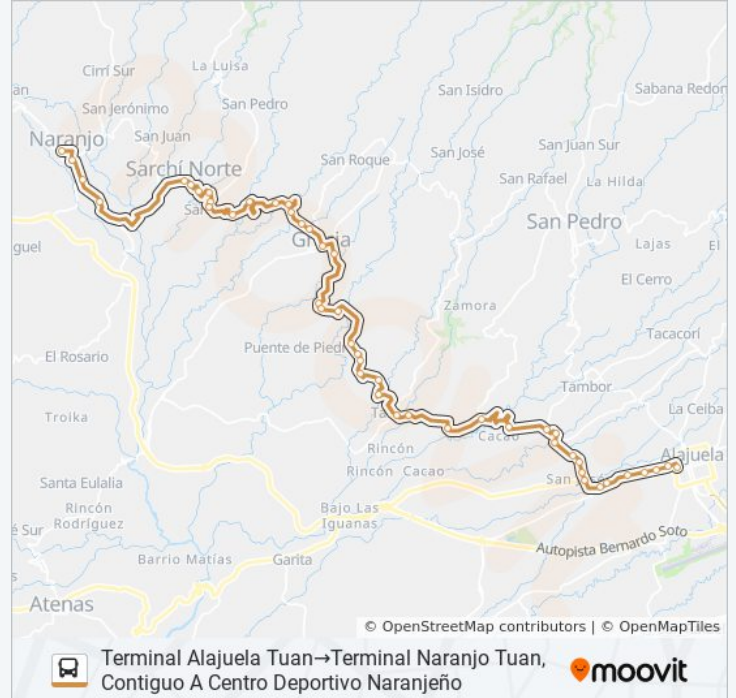 Cirrí Sur
La Luisa
San Isidro
Sabana Redon
San Jerónimo
San Pedro
Naranjo
San Juan
San Juan Sur
San José
San Roque
Sarchí Norte
San Rafael
La Hilda
San Pedro
Lajas
El
guel
El Cerro
Zamora
Tacacorí
Puente de Piedr
El Rosario
Tambor
La Ceiba
Troika
Cacao
Rincón
Alajuela
Rincón Cacao
Santa Eulalia
Rincón
Rodríguez
Bajo Las
Iguanas
é Sur
Autopista Bernardo Soto
Barrio Matías
Garita
Atenas
© OpenStreetMap contributors | © OpenMapTiles
Terminal Alajuela Tuan→Terminal Naranjo Tuan,
Contiguo A Centro Deportivo Naranjeño
moovit